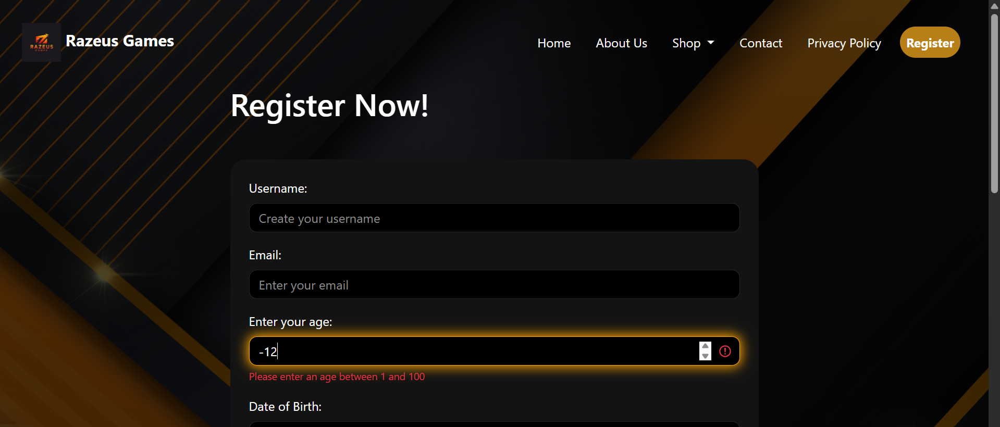 RAZEUS
Razeus Games
Home
About Us
Shop
Contact
Privacy Policy
Register
Register Now!
Username:
Create your username
Email:
Enter your email
Enter your age:
-12
Please enter an age between 1 and 100
Date of Birth: